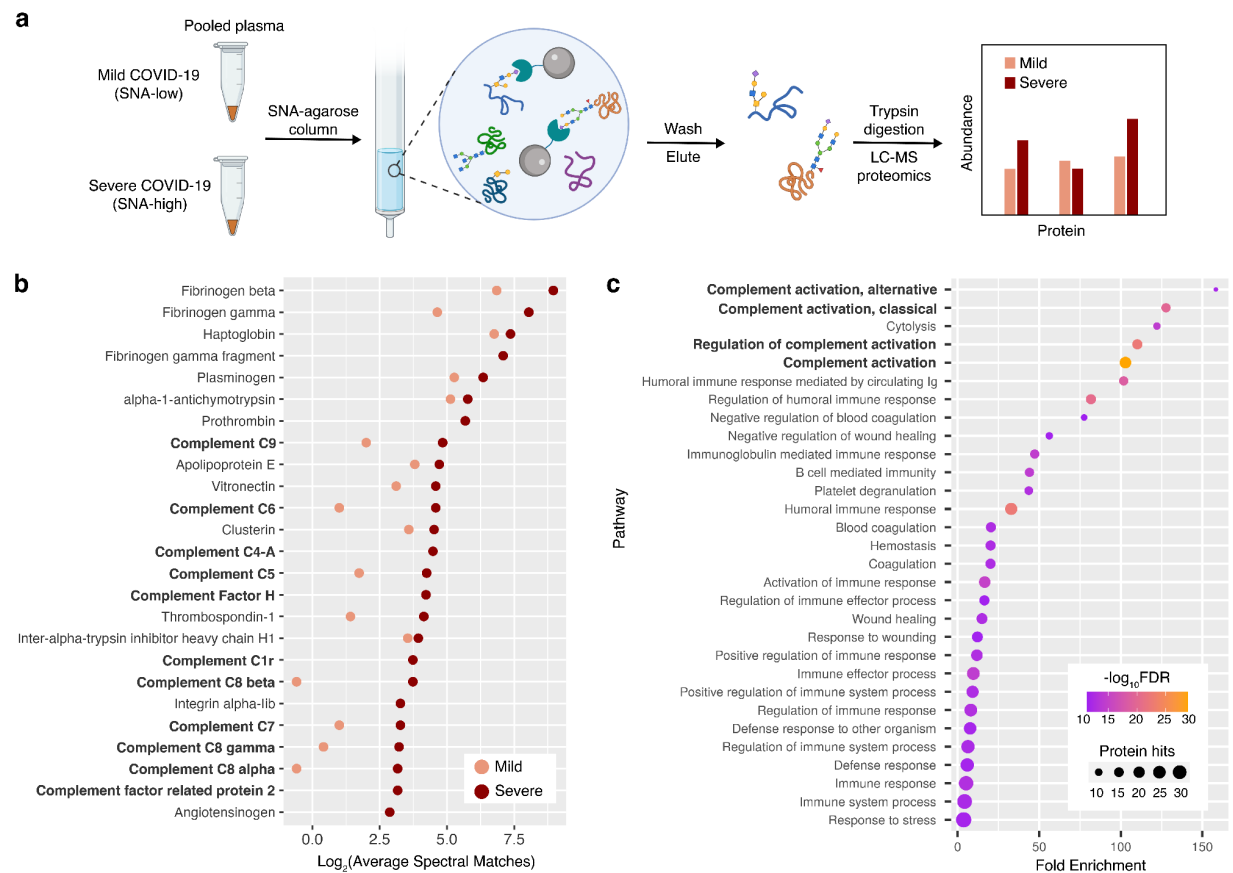 a
Pooled plasma
Mild COVID-19
(SNA-low)
Severe COVID-19
(SNA-high)
SNA-agarose
column
Wash
Elute
Trypsin
digestion
LC-MS
proteomics
Abundance
Mild
Severe
Protein
b
Fibrinogen beta
Fibrinogen gamma
Haptoglobin
Fibrinogen gamma fragment
Plasminogen
alpha-1-antichymotrypsin
Prothrombin
Complement C9
Apolipoprotein E
Vitronectin
Complement C6
Clusterin
Complement C4-A
Complement C5
Complement Factor H
Thrombospondin-1
Inter-alpha-trypsin inhibitor heavy chain H1
Complement C1r
Complement C8 beta
Integrin alpha-IIb
Complement C7
Complement C8 gamma
Complement C8 alpha
Complement factor related protein 2
Angiotensinogen
Mild
Severe
0.0 2.5 5.0 7.5
Log₂(Average Spectral Matches)
c
Pathway
Complement activation, alternative
Complement activation, classical
Cytolysis
Regulation of complement activation
Complement activation
Humoral immune response mediated by circulating Ig
Regulation of humoral immune response
Negative regulation of blood coagulation
Negative regulation of wound healing
Immunoglobulin mediated immune response
B cell mediated immunity
Platelet degranulation
Humoral immune response
Blood coagulation
Hemostasis
Coagulation
Activation of immune response
Regulation of immune effector process
Wound healing
Response to wounding
Positive regulation of immune response
Immune effector process
Positive regulation of immune system process
Regulation of immune response
Defense response to other organism
Regulation of immune system process
Defense response
Immune response
Immune system process
Response to stress
-log₁₀FDR
10 15 20 25 30
Protein hits
10 15 20 25 30
0 50 100 150
Fold Enrichment